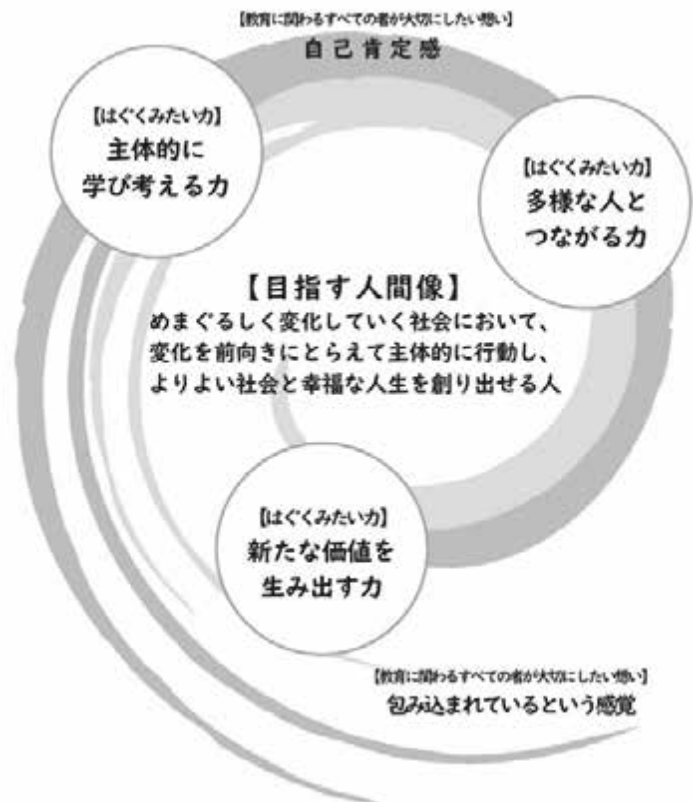 【教育に関わるすべての者が大切にしたい想い】
自己肯定感
【はぐくみたい力】
主体的に
学び考える力
【はぐくみたい力】
多様な人と
つながる力
【目指す人間像】
めまぐるしく変化していく社会において、
変化を前向きにとらえて主体的に行動し、
よりよい社会と幸福な人生を創り出せる人
【はぐくみたい力】
新たな価値を
生み出す力
【教育に関わるすべての者が大切にしたい想い】
包み込まれているという感覚